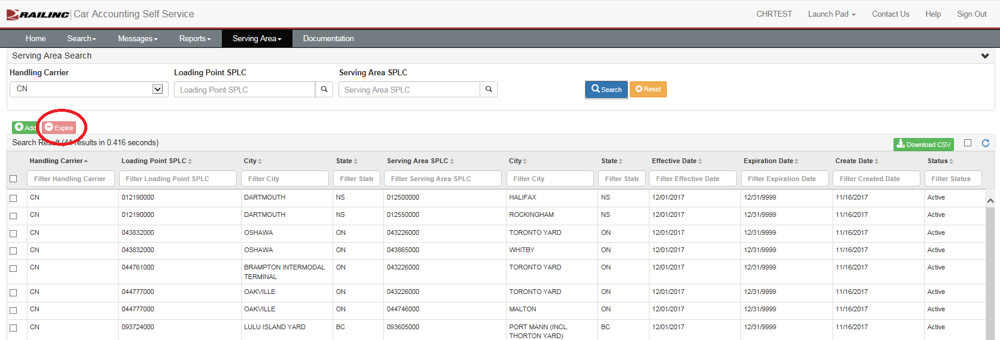 RAILINC Car Accounting Self Service CHRTEST Launch Pad Contact Us Help Sign Out
Home Search Messages Reports Serving Area Documentation
Serving Area Search
Handling Carrier Loading Point SPLC Serving Area SPLC
CN Loading Point SPLC Serving Area SPLC Search Reset
Add Expire
Search Result (41 results in 0.416 seconds) Download CSV
Handling Carrier Loading Point SPLC City State Serving Area SPLC City State Effective Date Expiration Date Create Date Status
Filter Handling Carrier Filter Loading Point SPLC Filter City Filter State Filter Serving Area SPLC Filter City Filter State Filter Effective Date Filter Expiration Date Filter Created Date Filter Status
CN 012190000 DARTMOUTH NS 012500000 HALIFAX NS 12/01/2017 12/31/9999 11/16/2017 Active
CN 012190000 DARTMOUTH NS 012550000 ROCKINGHAM NS 12/01/2017 12/31/9999 11/16/2017 Active
CN 043832000 OSHAWA ON 043226000 TORONTO YARD ON 12/01/2017 12/31/9999 11/16/2017 Active
CN 043832000 OSHAWA ON 043865000 WHITBY ON 12/01/2017 12/31/9999 11/16/2017 Active
CN 044761000 BRAMPTON INTERMODAL ON 043226000 TORONTO YARD ON 12/01/2017 12/31/9999 11/16/2017 Active
TERMINAL
CN 044777000 OAKVILLE ON 043226000 TORONTO YARD ON 12/01/2017 12/31/9999 11/16/2017 Active
CN 044777000 OAKVILLE ON 044746000 MALTON ON 12/01/2017 12/31/9999 11/16/2017 Active
CN 093724000 LULU ISLAND YARD BC 093605000 PORT MANN (INCL. BC 12/01/2017 12/31/9999 11/16/2017 Active
THORTON YARD)